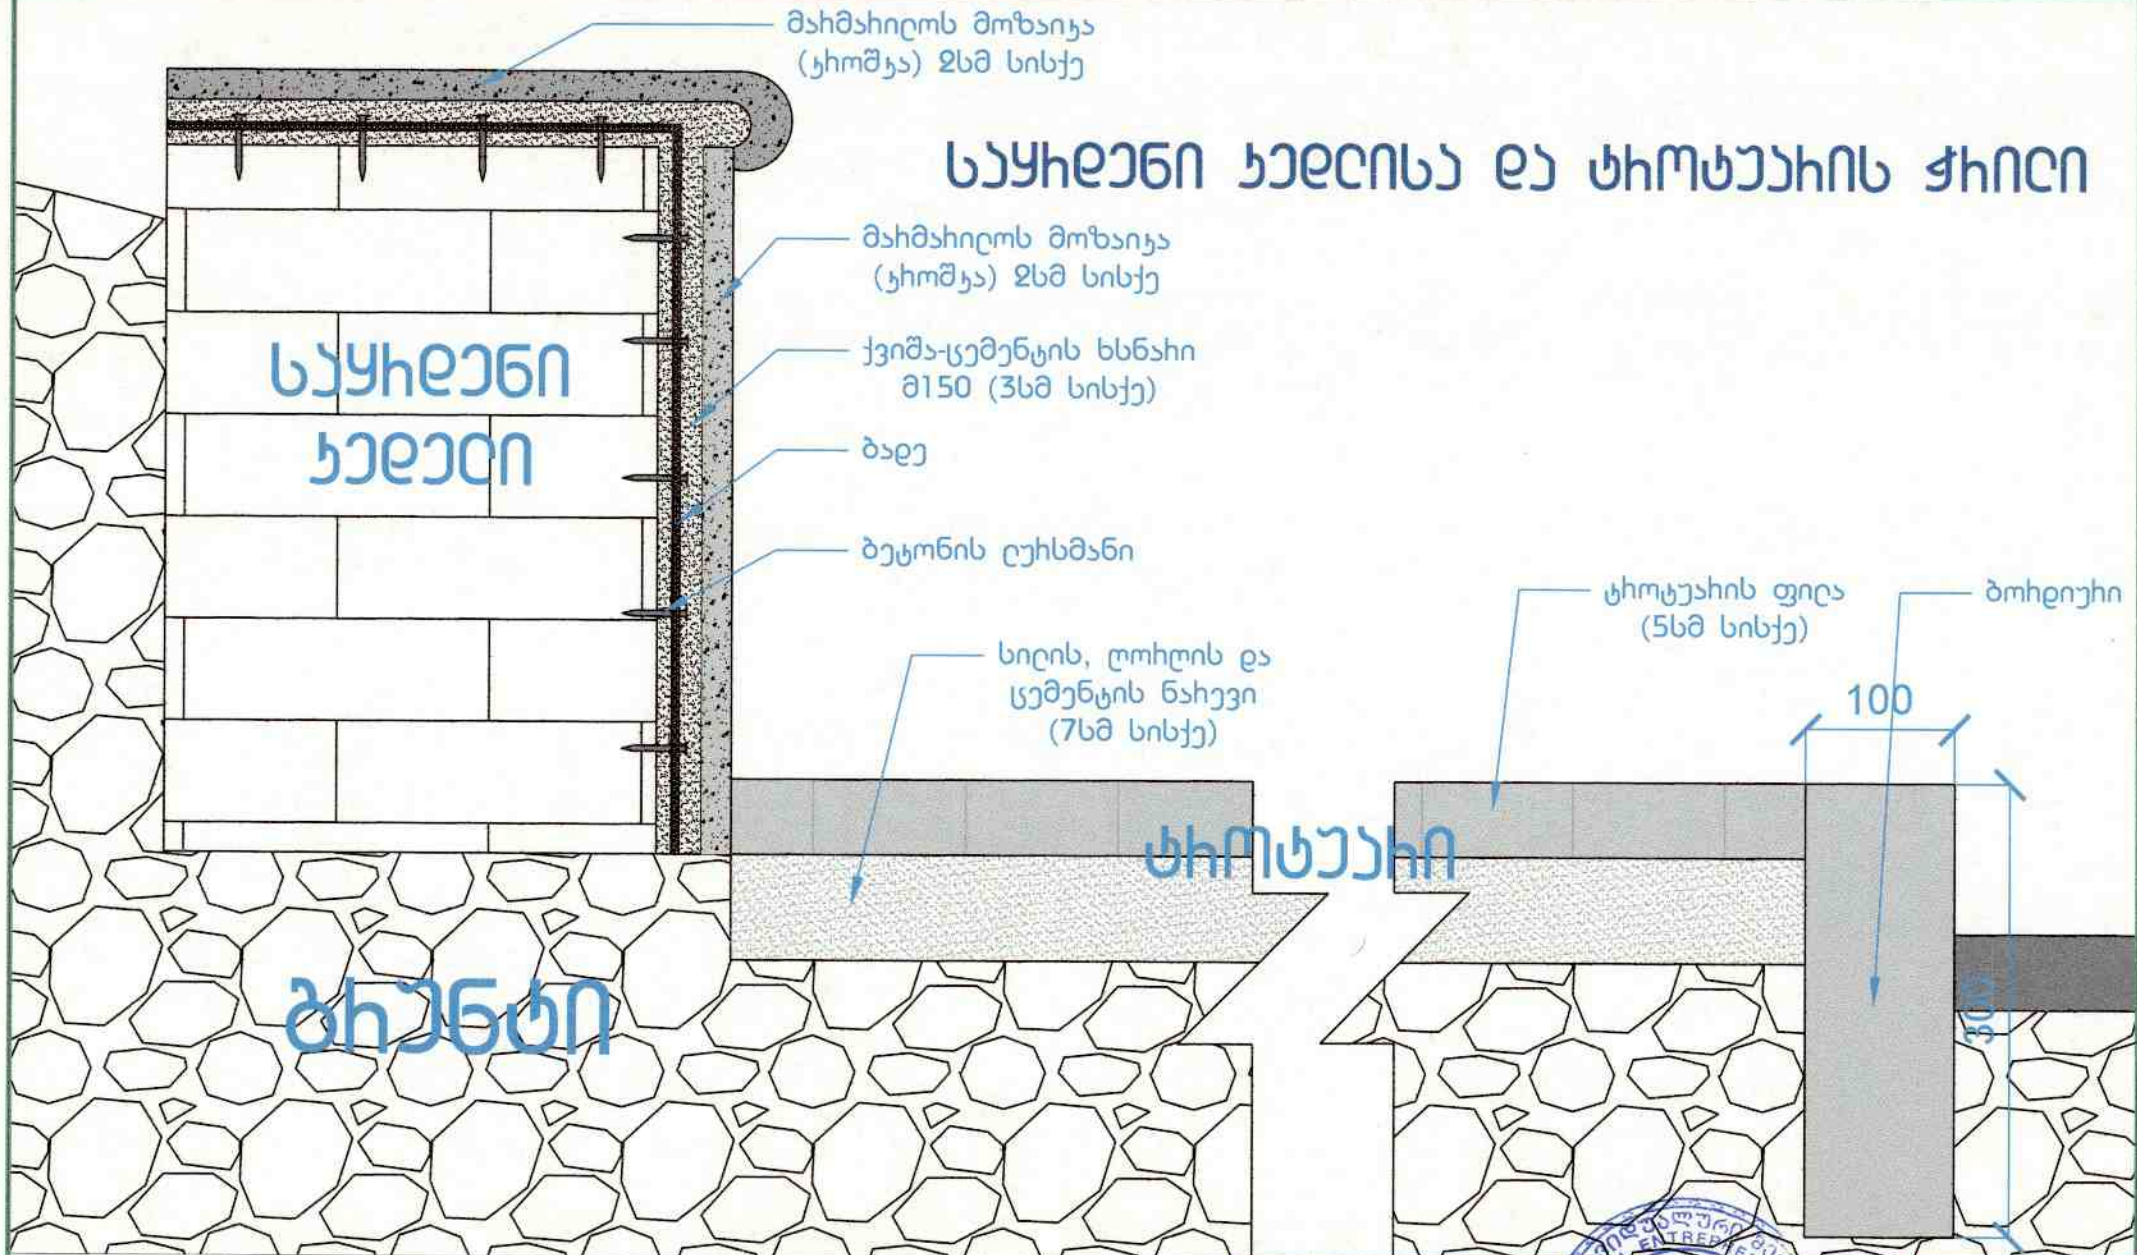 მარმარილოს მოზაიკა
(კროშკა) 2სმ სისქე
საყრდენი კედლისა და ტროტუარის ჭრილი
მარმარილოს მოზაიკა
(კროშკა) 2სმ სისქე
ქვიშა-ცემენტის ხსნარი
მ150 (3სმ სისქე)
საყრდენი
კედელი
ბადე
ბეტონის ლურსმანი
ტროტუარის ფილა
(5სმ სისქე)
ბორდიური
სილის, ღორღის და
ცემენტის ნარევი
(7სმ სისქე)
100
ტროტუარი
გრუნტი
300